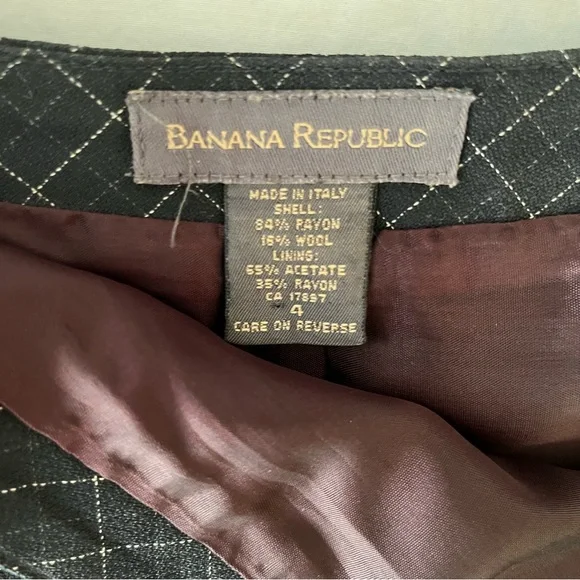 BANANA REPUBLIC
MADE IN ITALY
SHELL:
84% RAYON
16% WOOL
LINING:
65% ACETATE
35% RAYON
CA 17897
4
CARE ON REVERSE